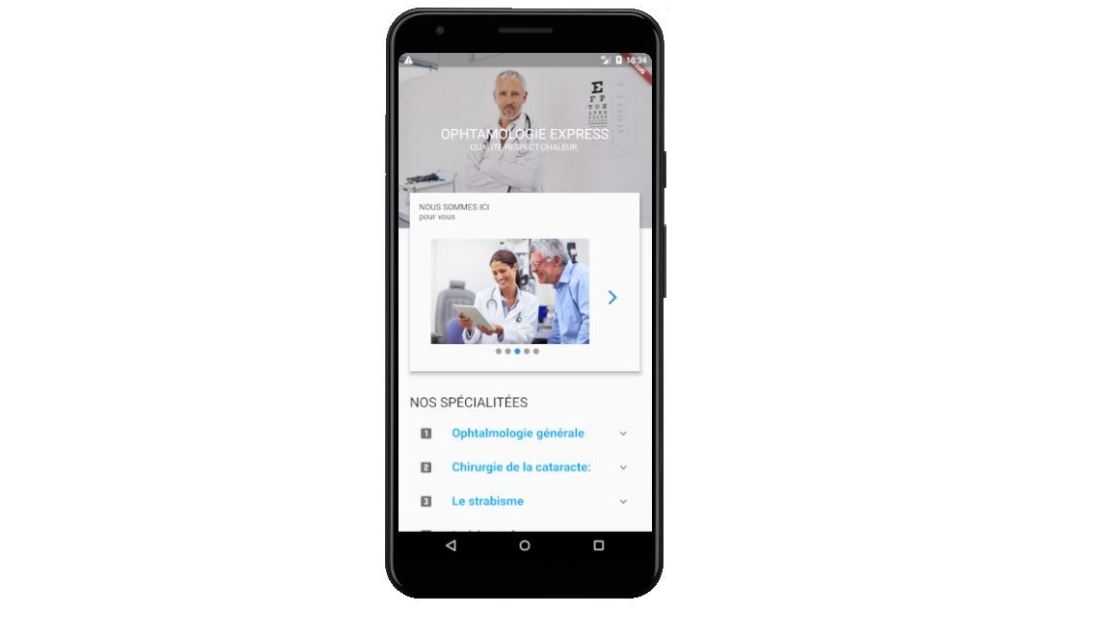 10:34
OPHTAMOLOGIE EXPRESS
QUALITE-RESPECT-CHALEUR.
NOUS SOMMES ICI
pour vous
NOS SPÉCIALITÉES
1 Ophtalmologie générale
2 Chirurgie de la cataracte:
3 Le strabisme